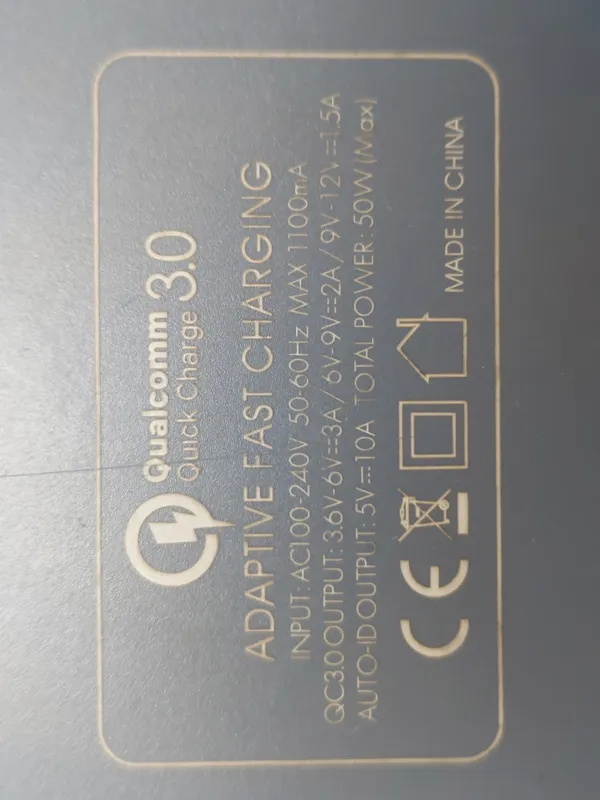 Qualcomm
Quick Charge 3.0
ADAPTIVE FAST CHARGING
INPUT: AC100-240V 50-60Hz MAX 1100mA
QC3.0 OUTPUT: 3.6V-6V⎓3A/ 6V-9V⎓2A/ 9V-12V⎓1.5A
AUTO-ID OUTPUT: 5V⎓10A TOTAL POWER: 50W (Max)
CE
MADE IN CHINA